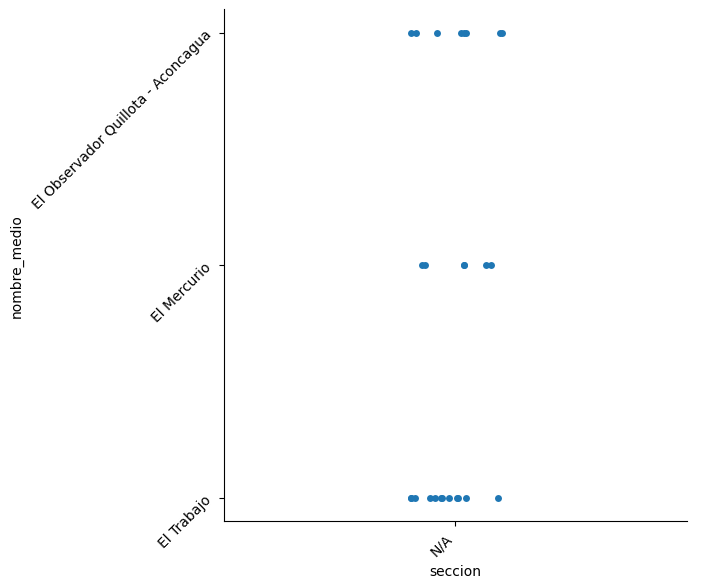 El Observador Quillota - Aconcagua
El Mercurio
El Trabajo
nombre_medio
N/A
seccion